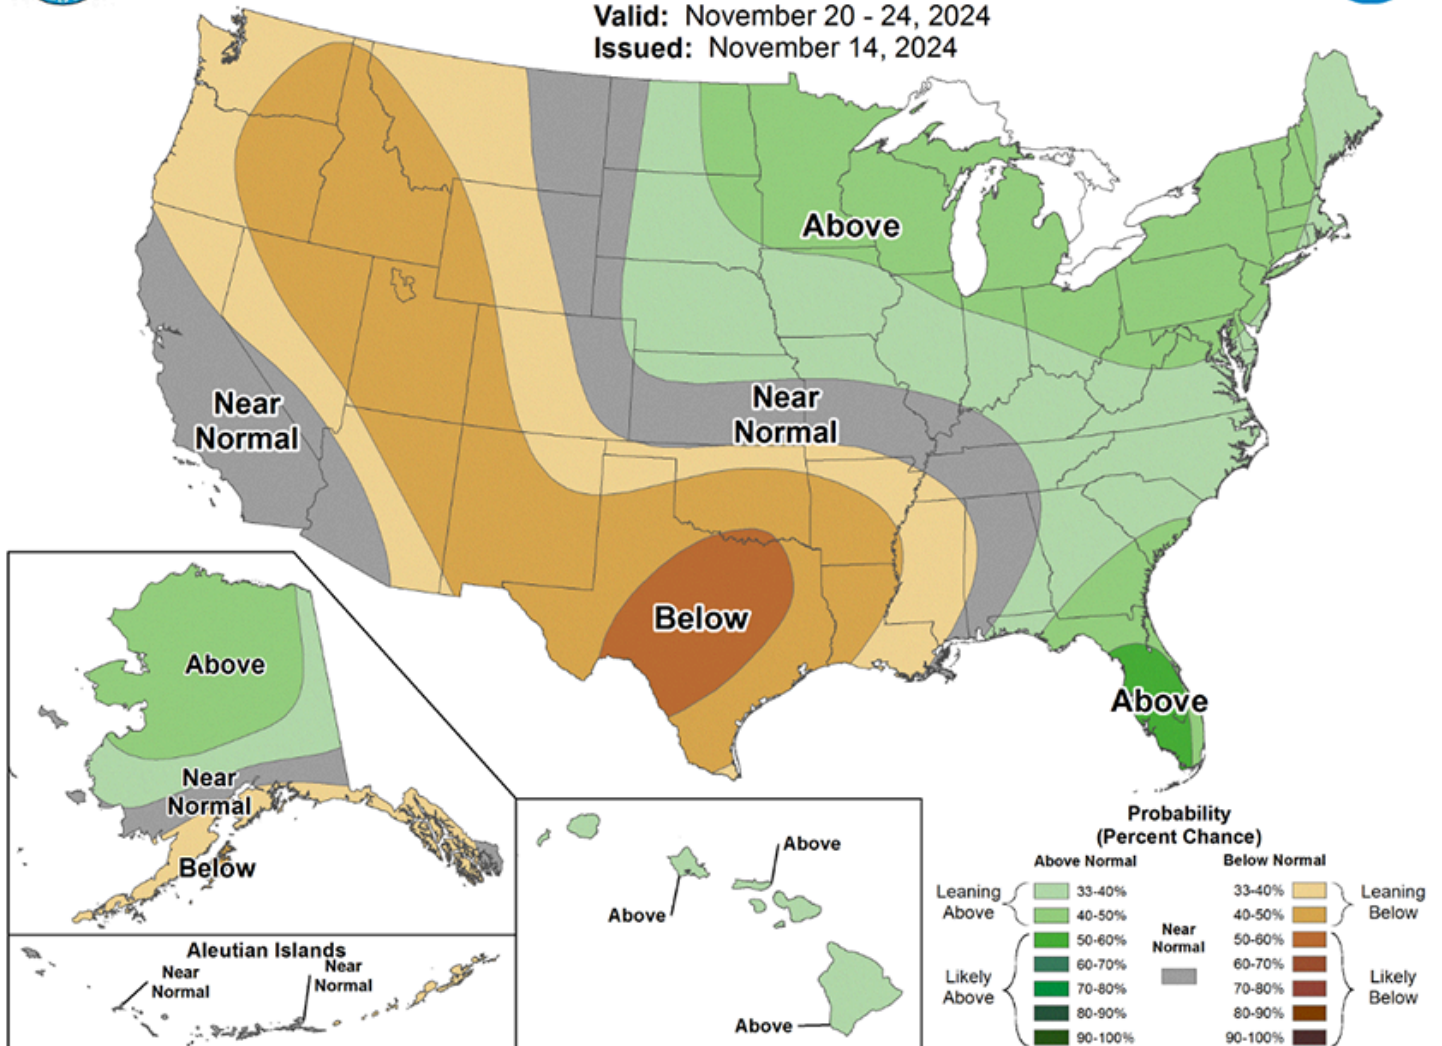 Valid: November 20 - 24, 2024
Issued: November 14, 2024
Above
Near
Normal
Near
Normal
Below
Above
Above
Near
Normal
Below
Aleutian Islands
Near
Normal
Near
Normal
Above
Above
Above
Probability
(Percent Chance)
Above Normal
Below Normal
Leaning
Above
33-40%
40-50%
Likely
Above
50-60%
60-70%
70-80%
80-90%
90-100%
Near
Normal
33-40%
40-50%
Leaning
Below
50-60%
60-70%
70-80%
80-90%
90-100%
Likely
Below